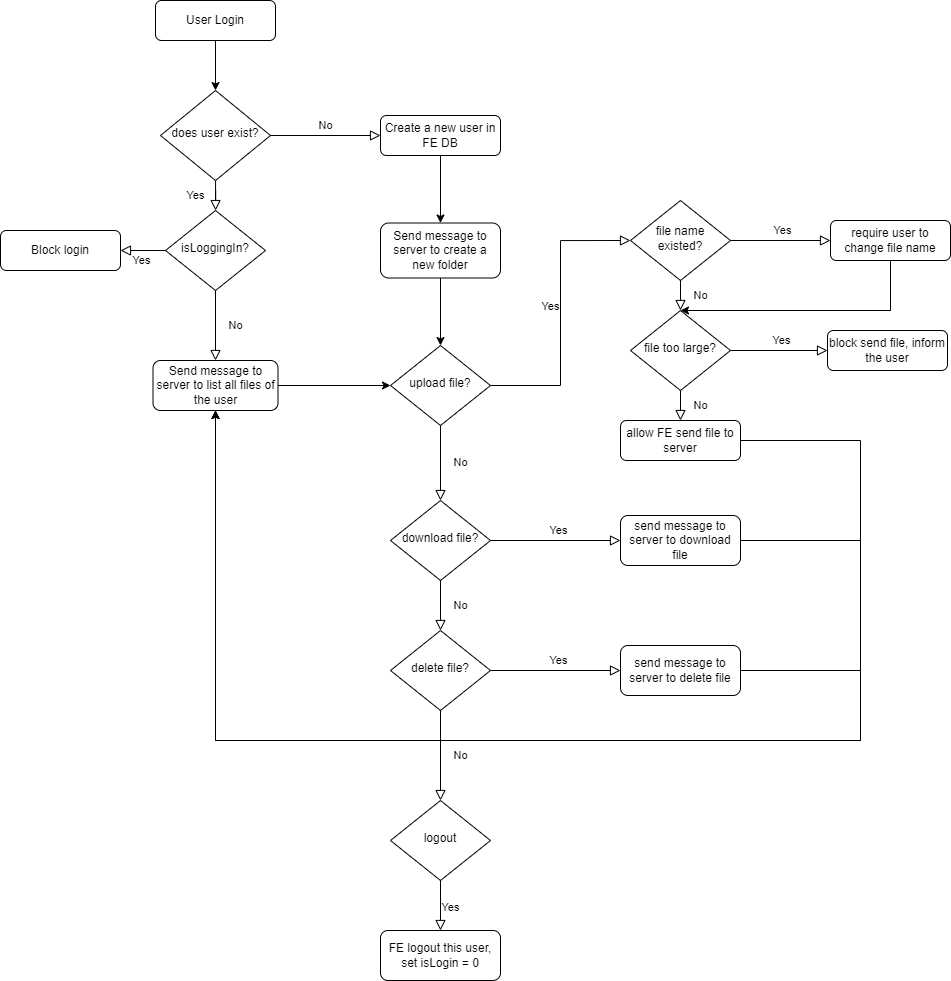 User Login
does user exist?
No
Create a new user in
FE DB
Yes
isLoggingIn?
Block login
Yes
Send message to
server to create a
new folder
file name
existed?
Yes
require user to
change file name
No
No
Yes
file too large?
Yes
block send file, inform
the user
Send message to
server to list all files of
the user
upload file?
No
allow FE send file to
server
No
download file?
Yes
send message to
server to download
file
No
delete file?
Yes
send message to
server to delete file
No
logout
Yes
FE logout this user,
set isLogin = 0